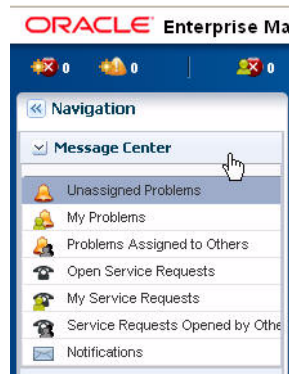 ORACLE Enterprise Ma
0 0 0
Navigation
Message Center
Unassigned Problems
My Problems
Problems Assigned to Others
Open Service Requests
My Service Requests
Service Requests Opened by Othe
Notifications